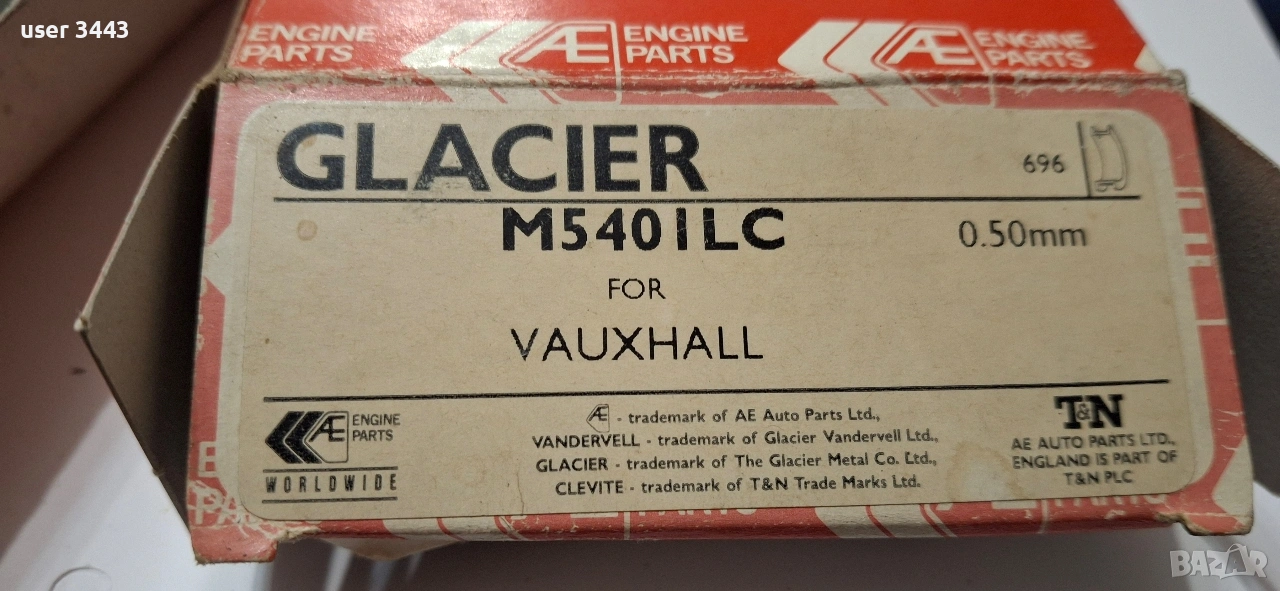 user 3443
Æ ENGINE PARTS
Æ ENGINE PARTS
GLACIER
696
M5401LC
0.50mm
FOR
VAUXHALL
Æ ENGINE PARTS
WORLDWIDE
Æ - trademark of AE Auto Parts Ltd.,
VANDERVELL - trademark of Glacier Vandervell Ltd.,
GLACIER - trademark of The Glacier Metal Co. Ltd.,
CLEVITE - trademark of T&N Trade Marks Ltd.
T&N
AE AUTO PARTS LTD.,
ENGLAND IS PART OF
T&N PLC
BAZAR